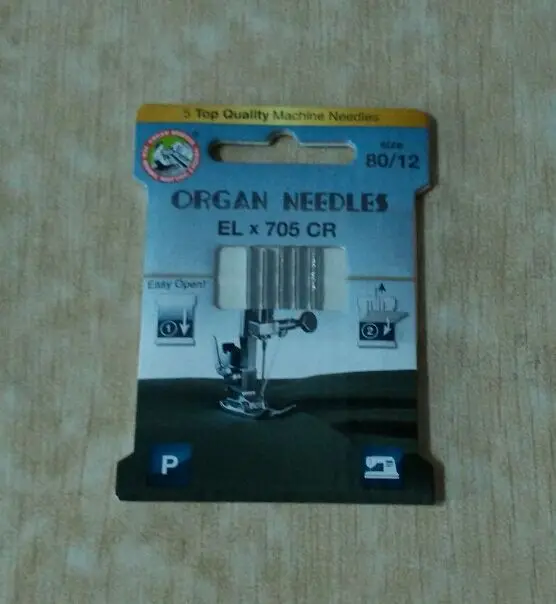 5 Top Quality Machine Needles
size
80/12
ORGAN NEEDLES
EL x 705 CR
Easy Open!
1
2
P